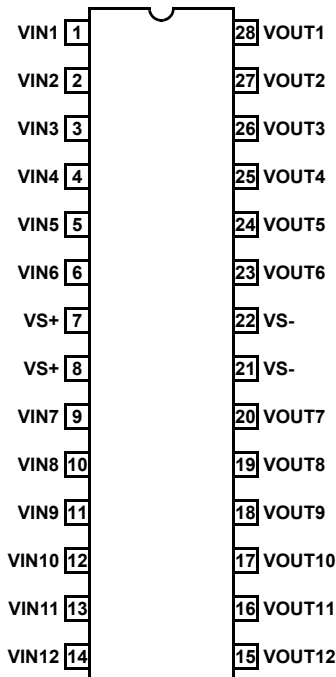 VIN1 1 28 VOUT1
VIN2 2 27 VOUT2
VIN3 3 26 VOUT3
VIN4 4 25 VOUT4
VIN5 5 24 VOUT5
VIN6 6 23 VOUT6
VS+ 7 22 VS-
VS+ 8 21 VS-
VIN7 9 20 VOUT7
VIN8 10 19 VOUT8
VIN9 11 18 VOUT9
VIN10 12 17 VOUT10
VIN11 13 16 VOUT11
VIN12 14 15 VOUT12